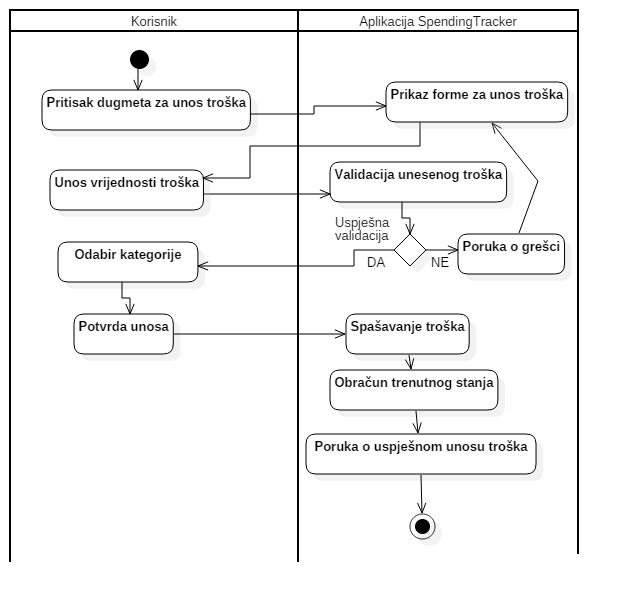 Korisnik
Aplikacija SpendingTracker
Pritisak dugmeta za unos troška
Prikaz forme za unos troška
Unos vrijednosti troška
Validacija unesenog troška
Uspješna
validacija
DA
NE
Poruka o grešci
Odabir kategorije
Potvrda unosa
Spašavanje troška
Obračun trenutnog stanja
Poruka o uspješnom unosu troška